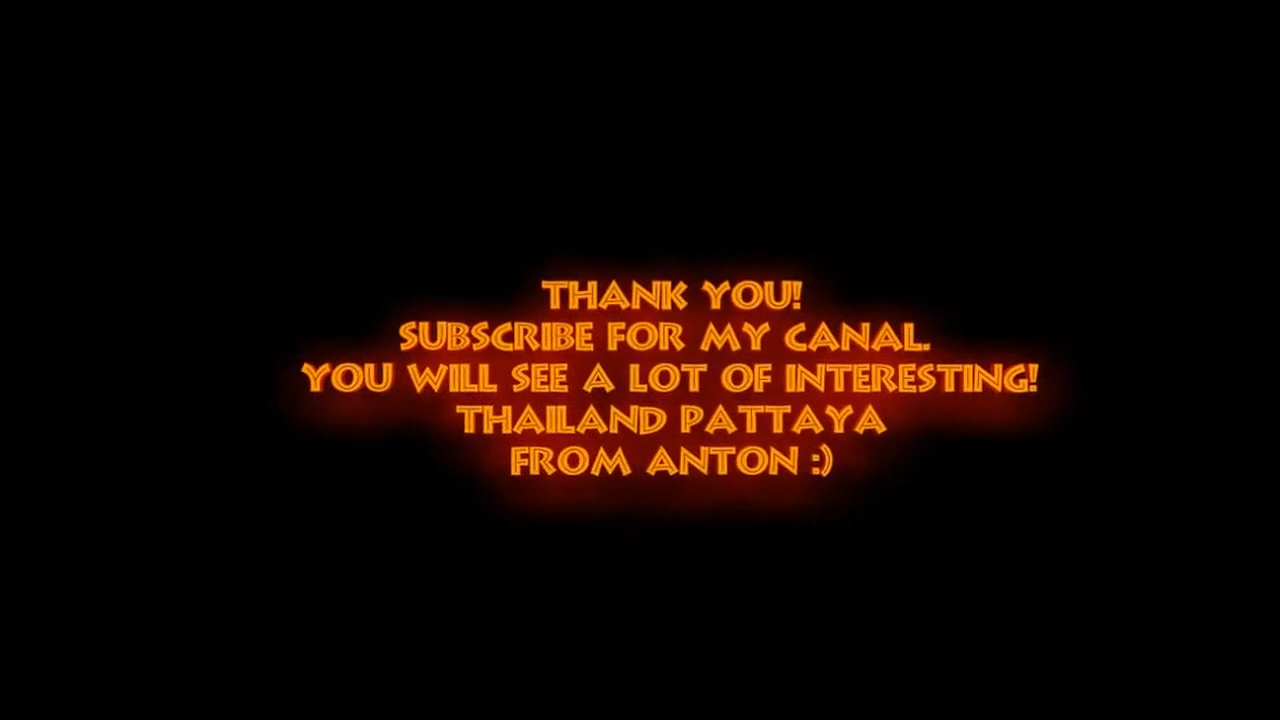 THANK YOU!
SUBSCRIBE FOR MY CANAL.
YOU WILL SEE A LOT OF INTERESTING!
THAILAND PATTAYA
FROM ANTON :)